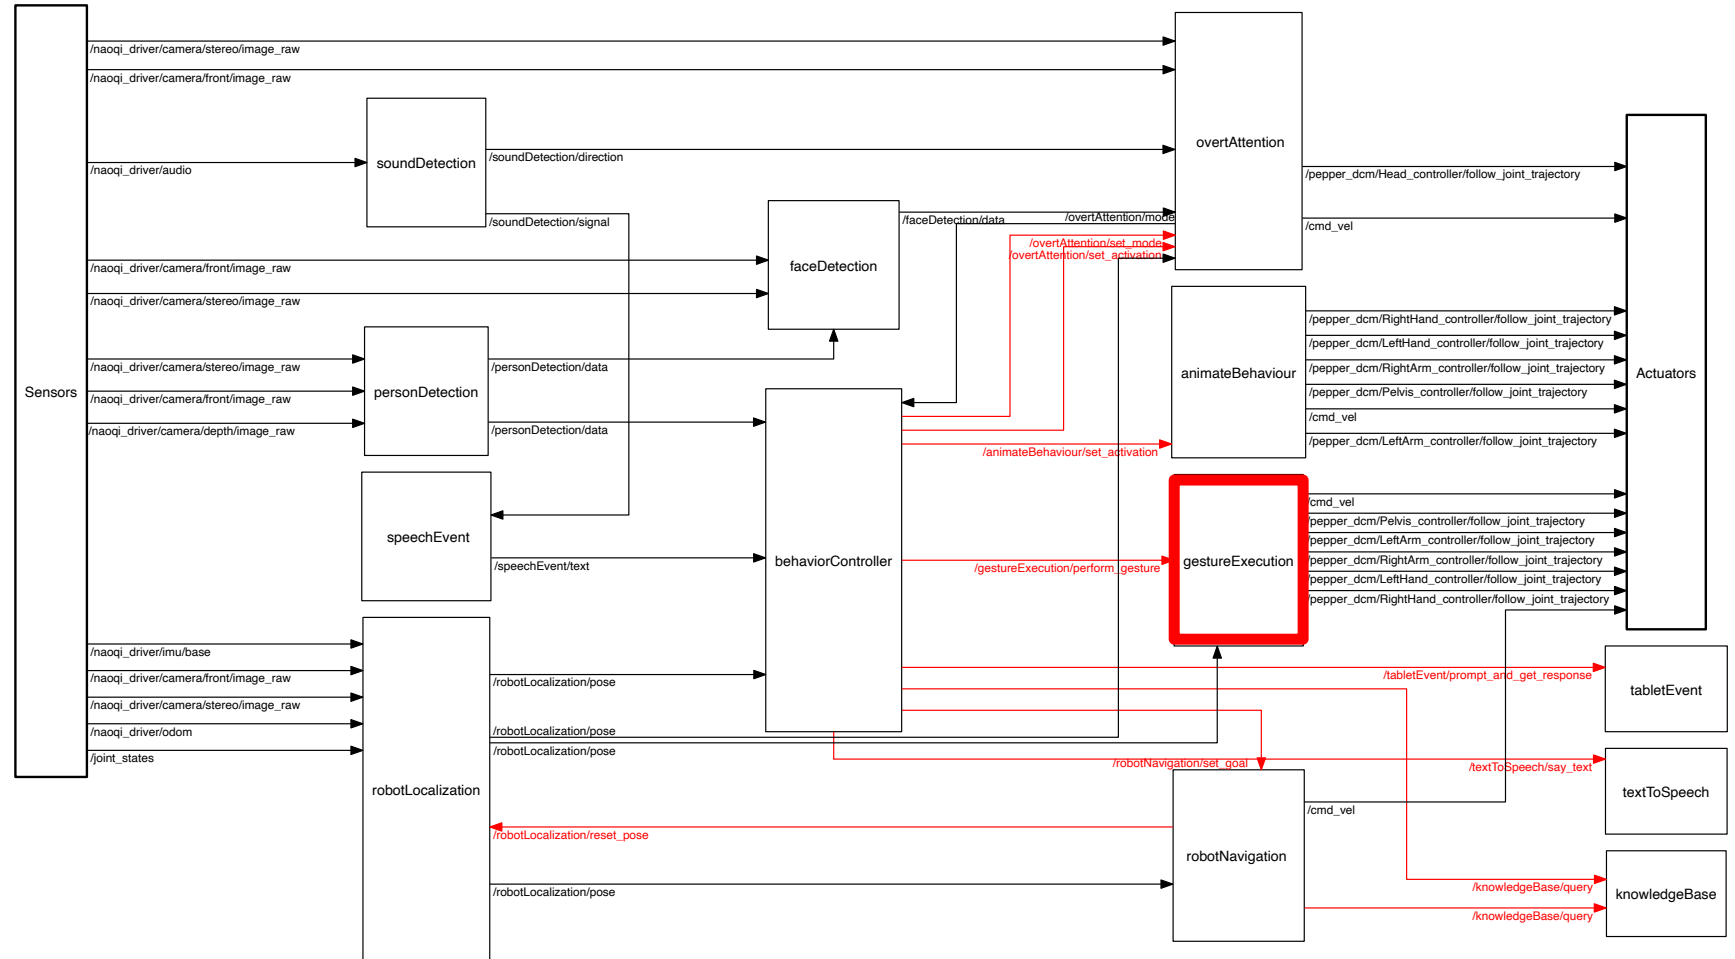 /naoqi_driver/camera/stereo/image_raw
/naoqi_driver/camera/front/image_raw
overtAttention
soundDetection
/soundDetection/direction
/naoqi_driver/audio
/pepper_dcm/Head_controller/follow_joint_trajectory
/soundDetection/signal
/faceDetection/data
/overtAttention/mode
/cmd_vel
/overtAttention/set_mode
/overtAttention/set_activation
/naoqi_driver/camera/front/image_raw
faceDetection
/naoqi_driver/camera/stereo/image_raw
/pepper_dcm/RightHand_controller/follow_joint_trajectory
/pepper_dcm/LeftHand_controller/follow_joint_trajectory
/naoqi_driver/camera/stereo/image_raw
/personDetection/data
/pepper_dcm/RightArm_controller/follow_joint_trajectory
animateBehaviour
Actuators
Sensors
personDetection
/naoqi_driver/camera/front/image_raw
/pepper_dcm/Pelvis_controller/follow_joint_trajectory
/cmd_vel
/naoqi_driver/camera/depth/image_raw
/personDetection/data
/pepper_dcm/LeftArm_controller/follow_joint_trajectory
/animateBehaviour/set_activation
/cmd_vel
/pepper_dcm/Pelvis_controller/follow_joint_trajectory
speechEvent
/pepper_dcm/LeftArm_controller/follow_joint_trajectory
behaviorController
gestureExecution
/pepper_dcm/RightArm_controller/follow_joint_trajectory
/speechEvent/text
/gestureExecution/perform_gesture
/pepper_dcm/LeftHand_controller/follow_joint_trajectory
/pepper_dcm/RightHand_controller/follow_joint_trajectory
/naoqi_driver/imu/base
/naoqi_driver/camera/front/image_raw
/robotLocalization/pose
/tabletEvent/prompt_and_get_response
tabletEvent
/naoqi_driver/camera/stereo/image_raw
/naoqi_driver/odom
/robotLocalization/pose
/robotLocalization/pose
/joint_states
/robotNavigation/set_goal
/textToSpeech/say_text
robotLocalization
textToSpeech
/cmd_vel
/robotLocalization/reset_pose
robotNavigation
/robotLocalization/pose
/knowledgeBase/query
knowledgeBase
/knowledgeBase/query